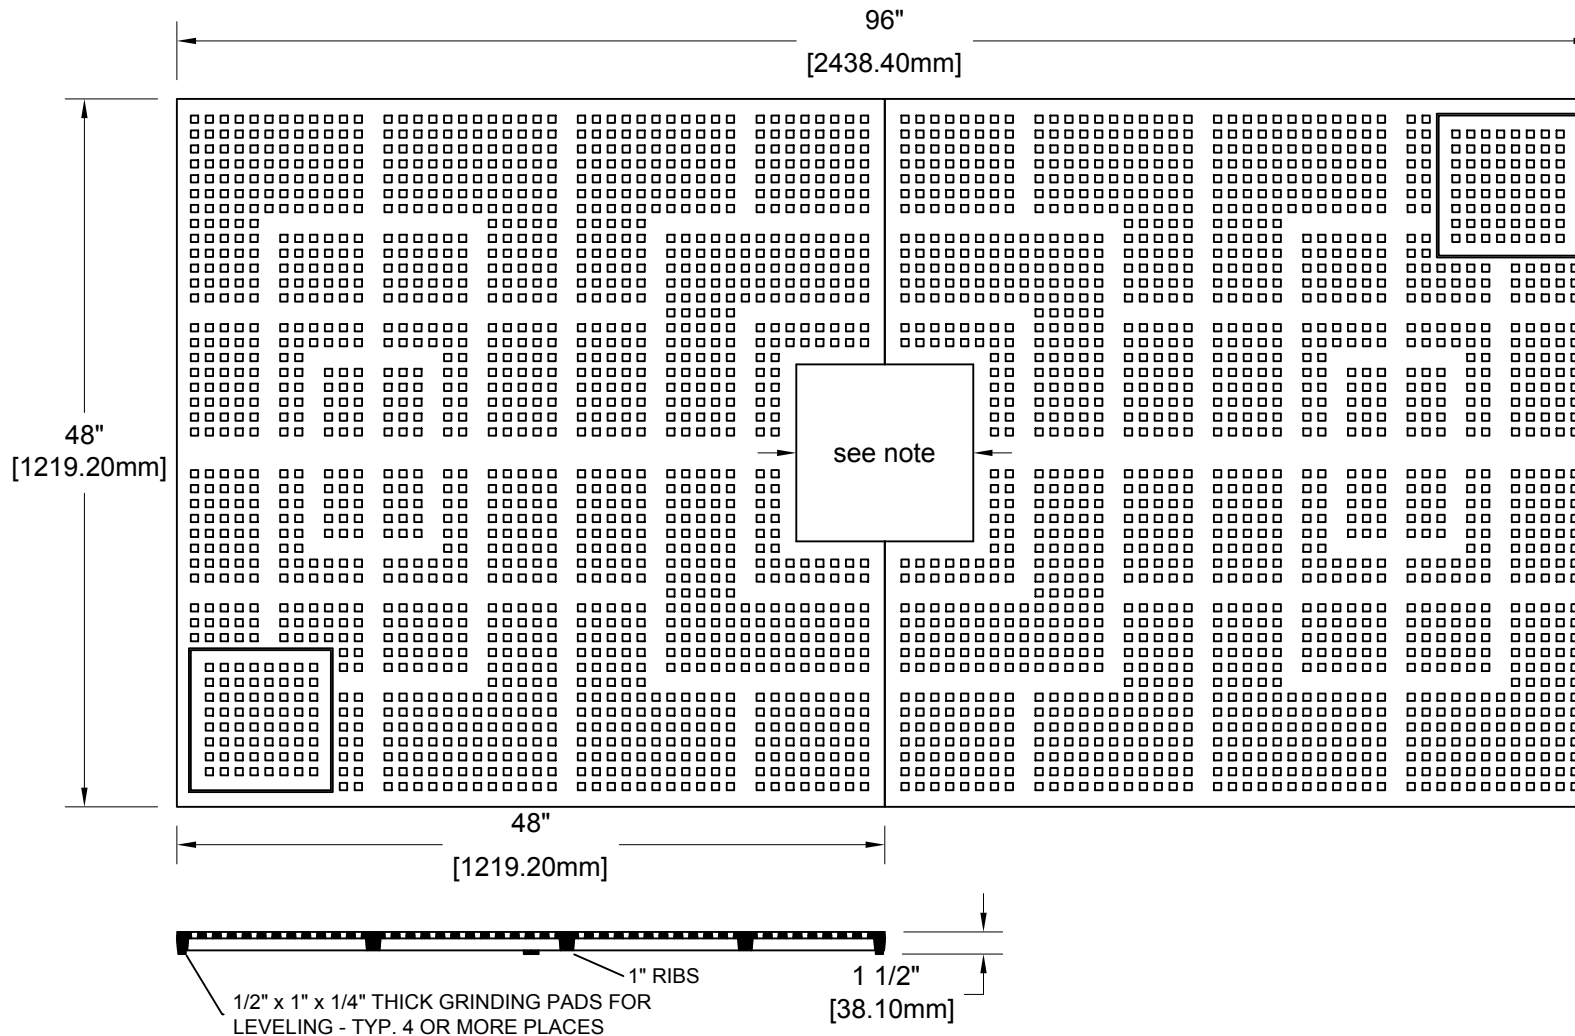 96"
[2438.40mm]
48"
[1219.20mm]
see note
48"
[1219.20mm]
1" RIBS
1 1/2"
[38.10mm]
1/2" x 1" x 1/4" THICK GRINDING PADS FOR
LEVELING - TYP. 4 OR MORE PLACES